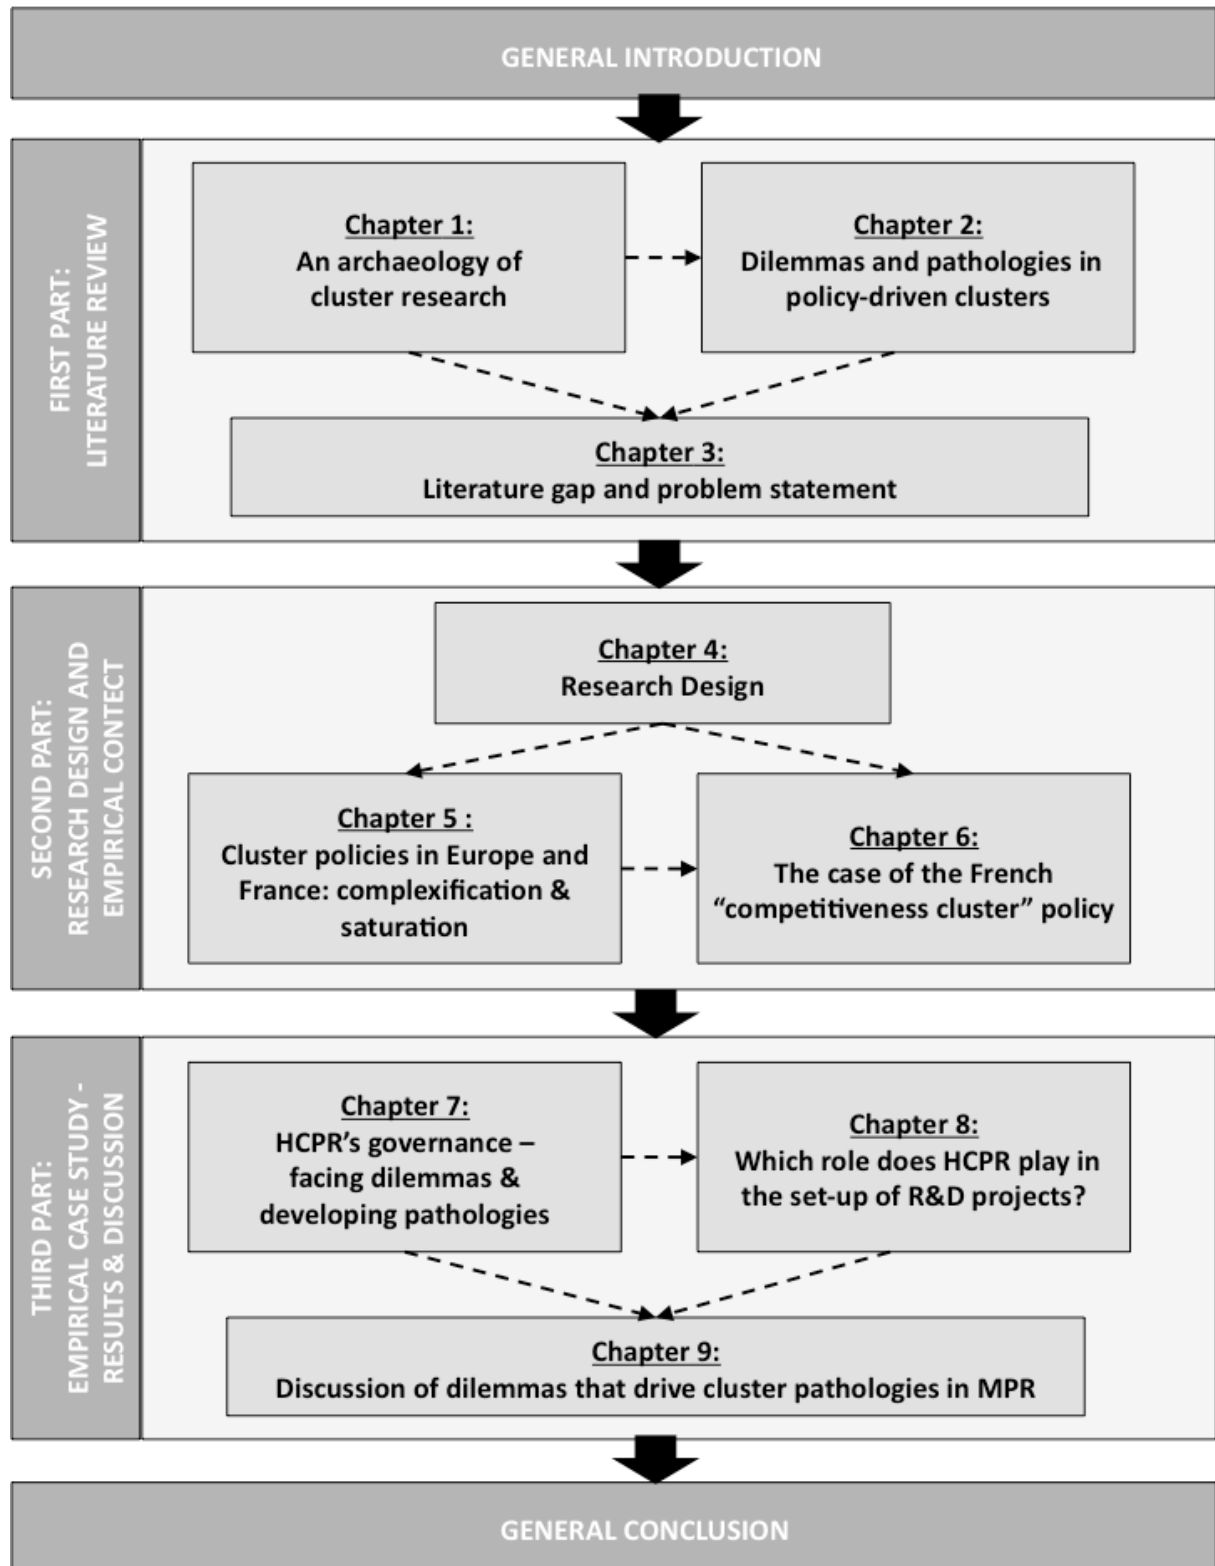 GENERAL INTRODUCTION
FIRST PART:
LITERATURE REVIEW
Chapter 1:
An archaeology of
cluster research
Chapter 2:
Dilemmas and pathologies in
policy-driven clusters
Chapter 3:
Literature gap and problem statement
SECOND PART:
RESEARCH DESIGN AND
EMPIRICAL CONTECT
Chapter 4:
Research Design
Chapter 5 :
Cluster policies in Europe and
France: complexification &
saturation
Chapter 6:
The case of the French
“competitiveness cluster” policy
THIRD PART:
EMPIRICAL CASE STUDY -
RESULTS & DISCUSSION
Chapter 7:
HCPR’s governance –
facing dilemmas &
developing pathologies
Chapter 8:
Which role does HCPR play in
the set-up of R&D projects?
Chapter 9:
Discussion of dilemmas that drive cluster pathologies in MPR
GENERAL CONCLUSION